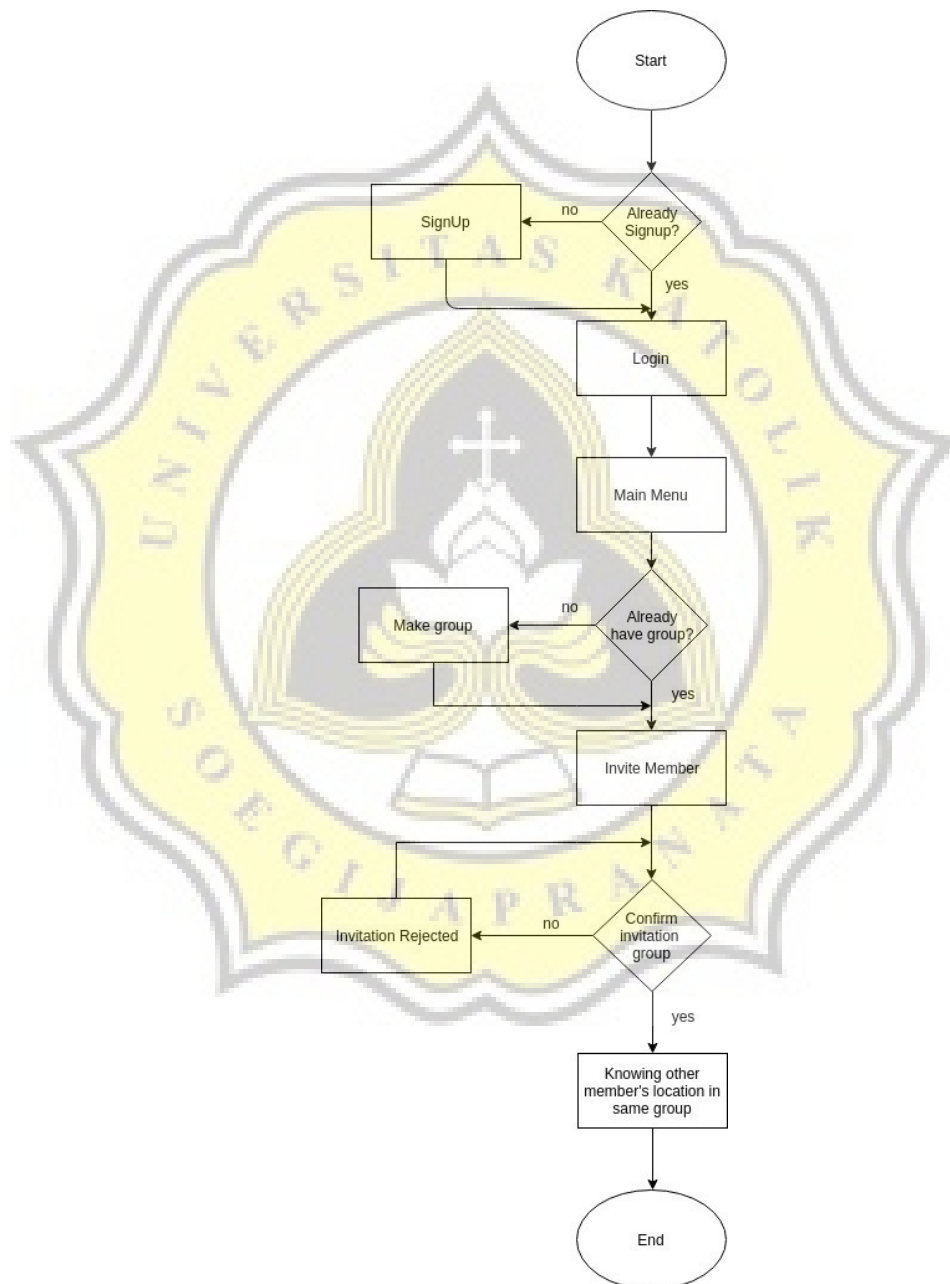 Start
Already
Signup?
no
SignUp
yes
Login
Main Menu
Already
have group?
no
Make group
yes
Invite Member
Confirm
invitation
group
no
Invitation Rejected
yes
Knowing other
member's location in
same group
End
UNIVERSITAS KATOLIK
SOEGIJAPRANATA